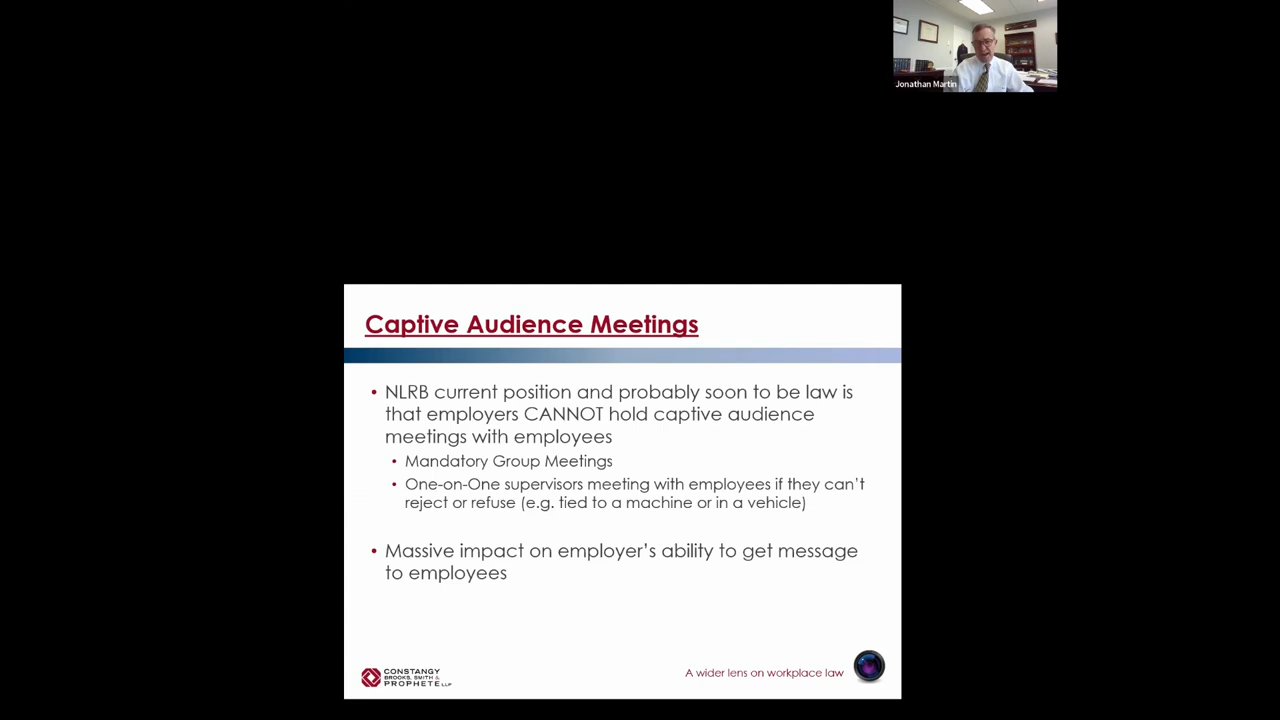 Jonathan Martin
Captive Audience Meetings
• NLRB current position and probably soon to be law is
that employers CANNOT hold captive audience
meetings with employees
• Mandatory Group Meetings
• One-on-One supervisors meeting with employees if they can't
reject or refuse (e.g. tied to a machine or in a vehicle)
• Massive impact on employer's ability to get message
to employees
CONSTANGY
BROOKS, SMITH &
PROPHETE LLP
A wider lens on workplace law